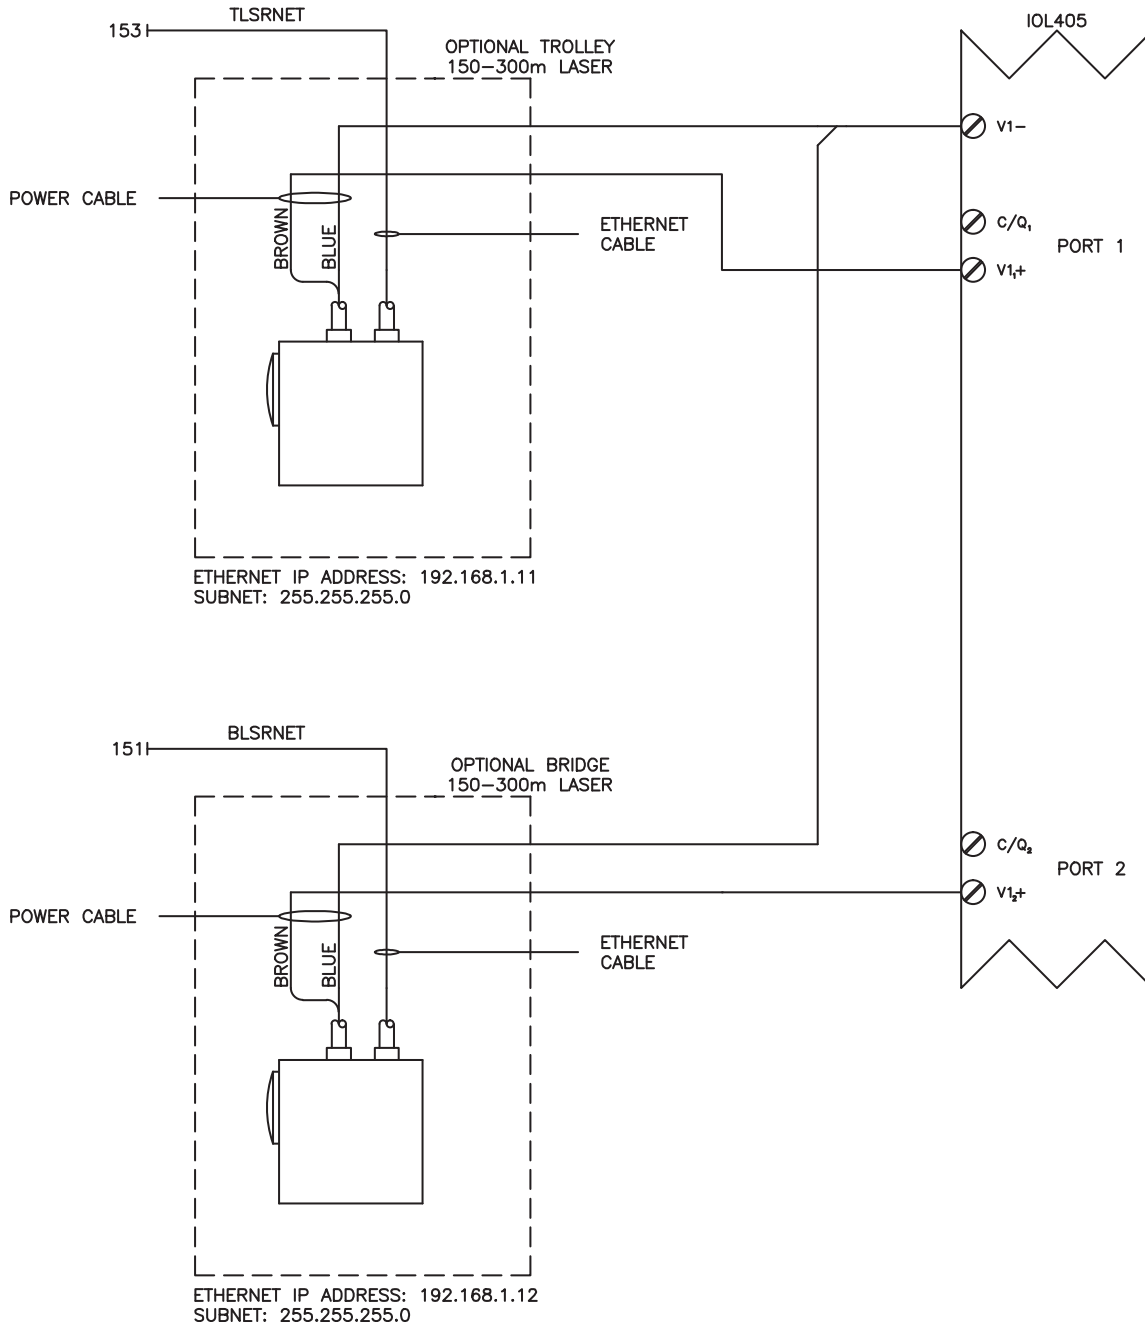 TLSRNET
153
IOL405
OPTIONAL TROLLEY
150-300m LASER
V1-
POWER CABLE
BROWN
BLUE
ETHERNET
CABLE
C/Q₁
PORT 1
V1₁+
ETHERNET IP ADDRESS: 192.168.1.11
SUBNET: 255.255.255.0
BLSRNET
151
OPTIONAL BRIDGE
150-300m LASER
C/Q₂
PORT 2
V1₂+
POWER CABLE
BROWN
BLUE
ETHERNET
CABLE
ETHERNET IP ADDRESS: 192.168.1.12
SUBNET: 255.255.255.0